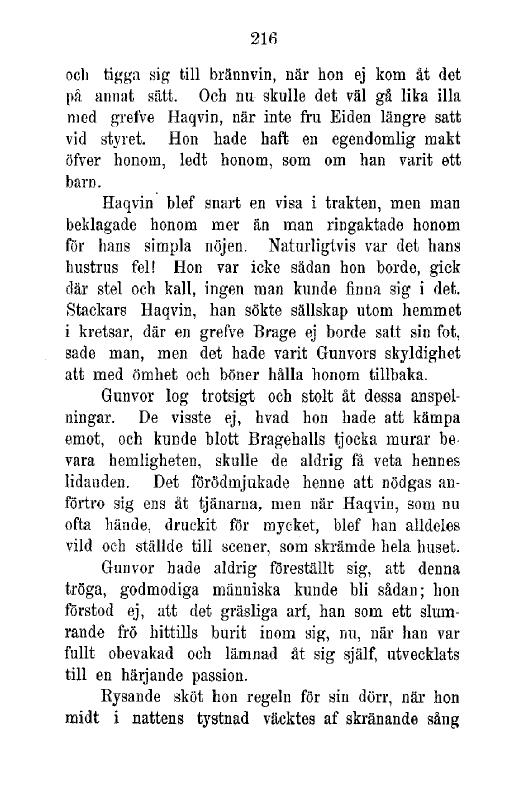 216
och tigga sig till brännvin, när hon ej kom åt det
på annat sätt. Och nu skulle det väl gå lika illa
med grefve Haqvin, när inte fru Eiden längre satt
vid styret. Hon hade haft en egendomlig makt
öfver honom, ledt honom, som om han varit ett
barn.
Haqvin blef snart en visa i trakten, men man
beklagade honom mer än man ringaktade honom
för hans simpla nöjen. Naturligtvis var det hans
hustrus fel! Hon var icke sådan hon borde, gick
där stel och kall, ingen man kunde finna sig i det.
Stackars Haqvin, han sökte sällskap utom hemmet
i kretsar, där en grefve Brage ej borde satt sin fot,
sade man, men det hade varit Gunvors skyldighet
att med ömhet och böner hålla honom tillbaka.
Gunvor log trotsigt och stolt åt dessa anspel-
ningar. De visste ej, hvad hon hade att kämpa
emot, och kunde blott Bragehalls tjocka murar be-
vara hemligheten, skulle de aldrig få veta hennes
lidanden. Det förödmjukade henne att nödgas an-
förtro sig ens åt tjänarna, men när Haqvin, som nu
ofta hände, druckit för mycket, blef han alldeles
vild och ställde till scener, som skrämde hela huset.
Gunvor hade aldrig föreställt sig, att denna
tröga, godmodiga människa kunde bli sådan; hon
förstod ej, att det gräsliga arf, han som ett slum-
rande frö hittills burit inom sig, nu, när han var
fullt obevakad och lämnad åt sig själf, utvecklats
till en härjande passion.
Rysande sköt hon regeln för sin dörr, när hon
midt i nattens tystnad väcktes af skränande sång